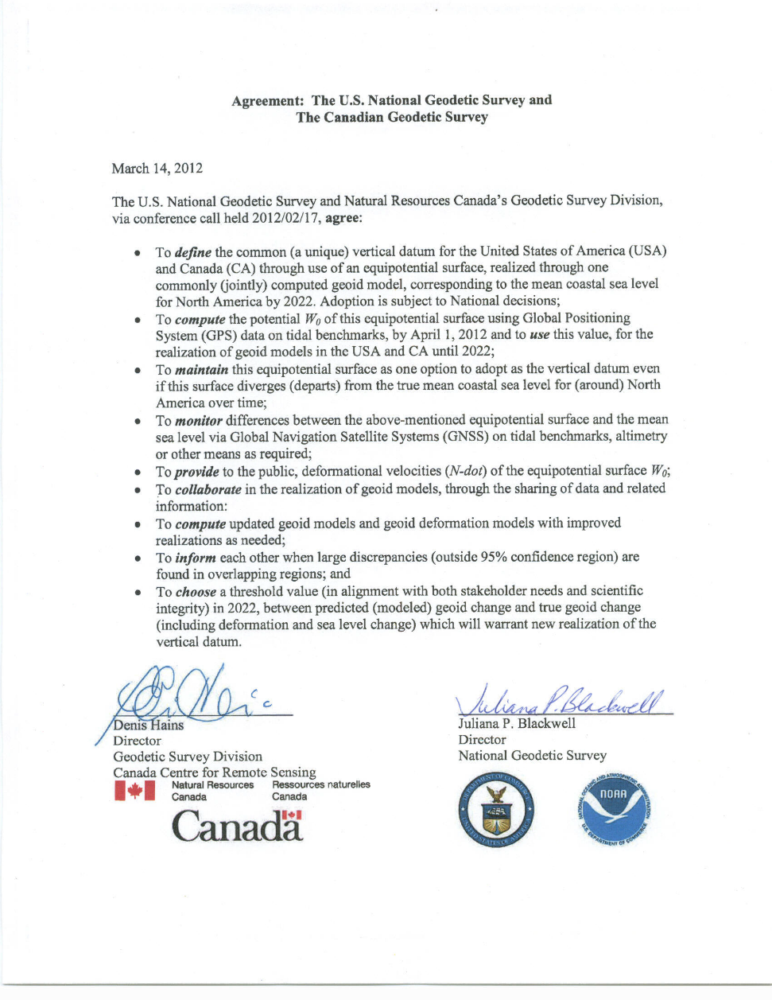 Agreement: The U.S. National Geodetic Survey and
The Canadian Geodetic Survey
March 14, 2012
The U.S. National Geodetic Survey and Natural Resources Canada's Geodetic Survey Division,
via conference call held 2012/02/17, agree:
• To define the common (a unique) vertical datum for the United States of America (USA)
and Canada (CA) through use of an equipotential surface, realized through one
commonly (jointly) computed geoid model, corresponding to the mean coastal sea level
for North America by 2022. Adoption is subject to National decisions;
• To compute the potential W0 of this equipotential surface using Global Positioning
System (GPS) data on tidal benchmarks, by April 1, 2012 and to use this value, for the
realization of geoid models in the USA and CA until 2022;
• To maintain this equipotential surface as one option to adopt as the vertical datum even
if this surface diverges (departs) from the true mean coastal sea level for (around) North
America over time;
• To monitor differences between the above-mentioned equipotential surface and the mean
sea level via Global Navigation Satellite Systems (GNSS) on tidal benchmarks, altimetry
or other means as required;
• To provide to the public, deformational velocities (N-dot) of the equipotential surface W0;
• To collaborate in the realization of geoid models, through the sharing of data and related
information:
• To compute updated geoid models and geoid deformation models with improved
realizations as needed;
• To inform each other when large discrepancies (outside 95% confidence region) are
found in overlapping regions; and
• To choose a threshold value (in alignment with both stakeholder needs and scientific
integrity) in 2022, between predicted (modeled) geoid change and true geoid change
(including deformation and sea level change) which will warrant new realization of the
vertical datum.
Juliana P. Blackwell
Denis Hains
Director
Geodetic Survey Division
Canada Centre for Remote Sensing
Natural Resources Ressources naturelles
Canada Canada
Canada
Juliana P. Blackwell
Director
National Geodetic Survey
DEPARTMENT OF COMMERCE
UNITED STATES OF AMERICA
NATIONAL OCEANIC AND ATMOSPHERIC ADMINISTRATION
NOAA
U.S. DEPARTMENT OF COMMERCE